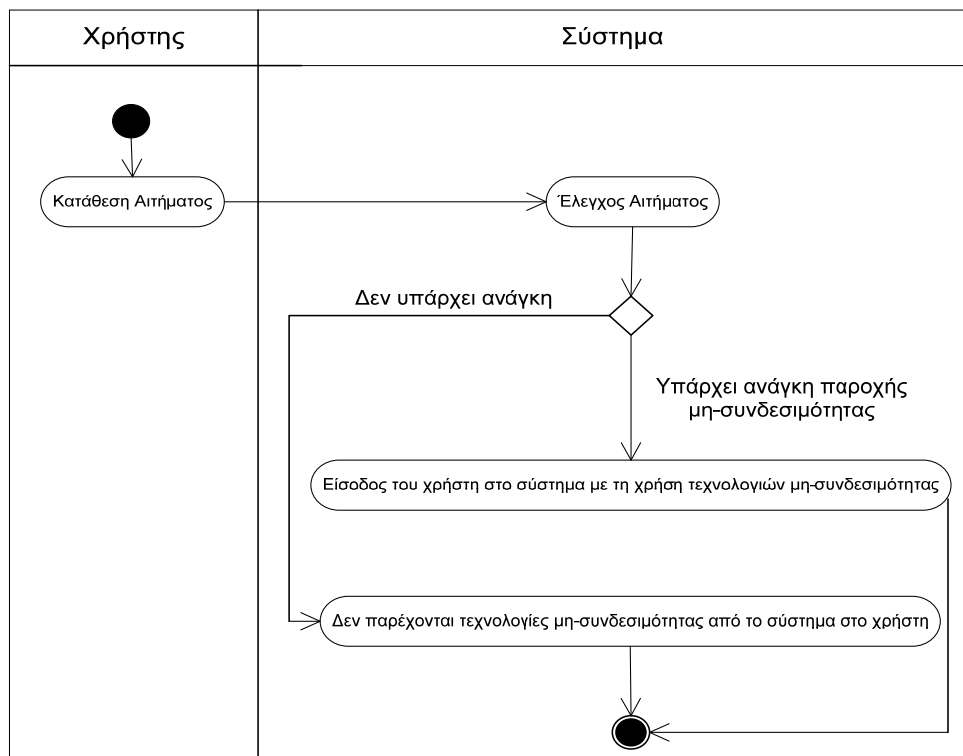 Χρήστης
Σύστημα
Κατάθεση Αιτήματος
Έλεγχος Αιτήματος
Δεν υπάρχει ανάγκη
Υπάρχει ανάγκη παροχής
μη-συνδεσιμότητας
Είσοδος του χρήστη στο σύστημα με τη χρήση τεχνολογιών μη-συνδεσιμότητας
Δεν παρέχονται τεχνολογίες μη-συνδεσιμότητας από το σύστημα στο χρήστη